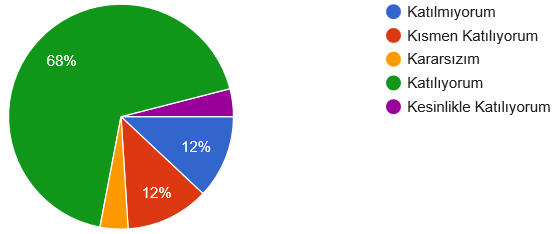 68%
12%
12%
Katılmıyorum
Kısmen Katılıyorum
Kararsızım
Katılıyorum
Kesinlikle Katılıyorum